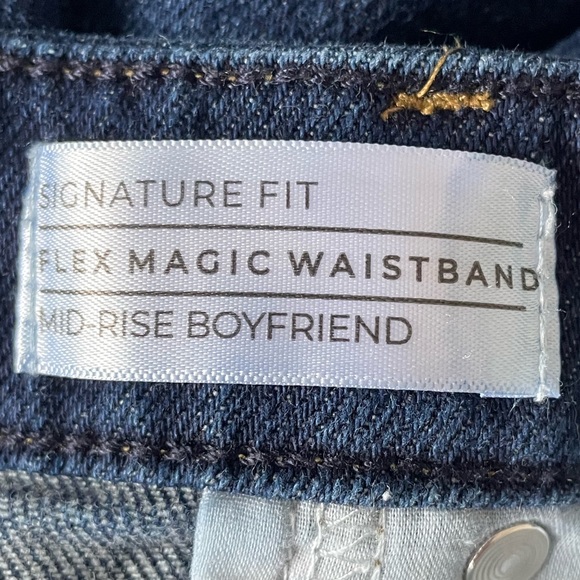 SIGNATURE FIT
FLEX MAGIC WAISTBAND
MID-RISE BOYFRIEND